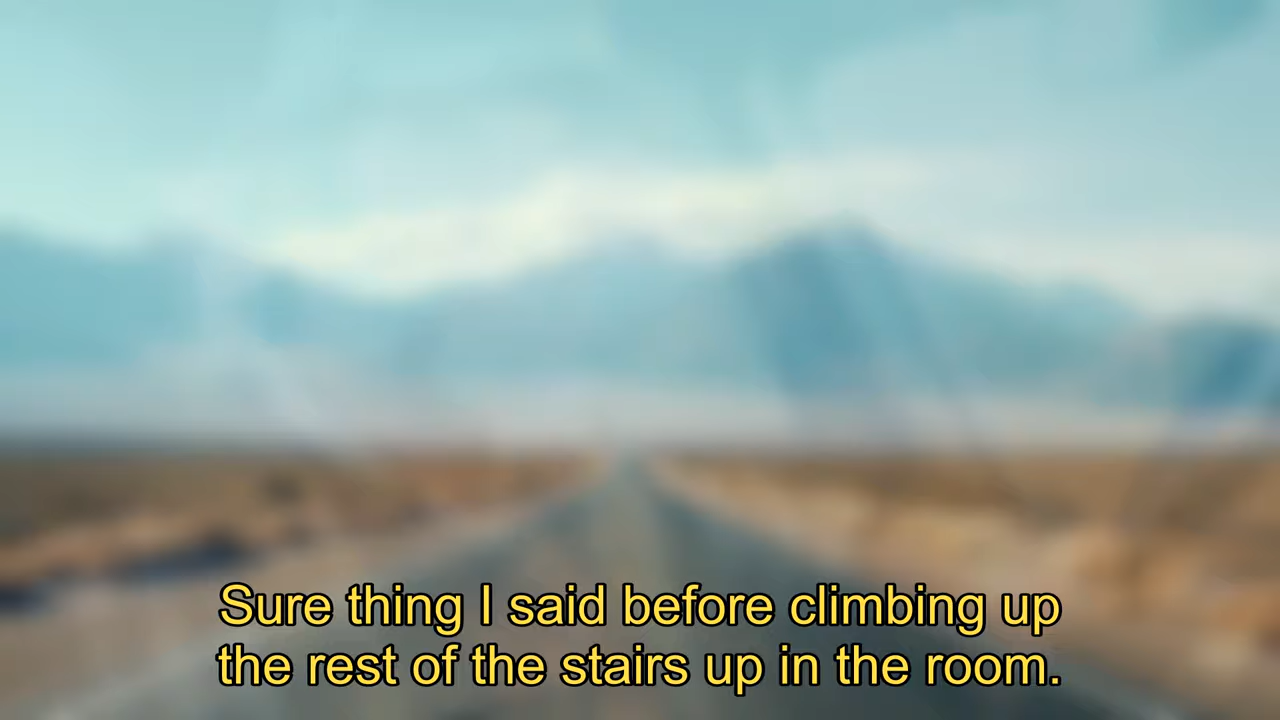 Sure thing I said before climbing up
the rest of the stairs up in the room.